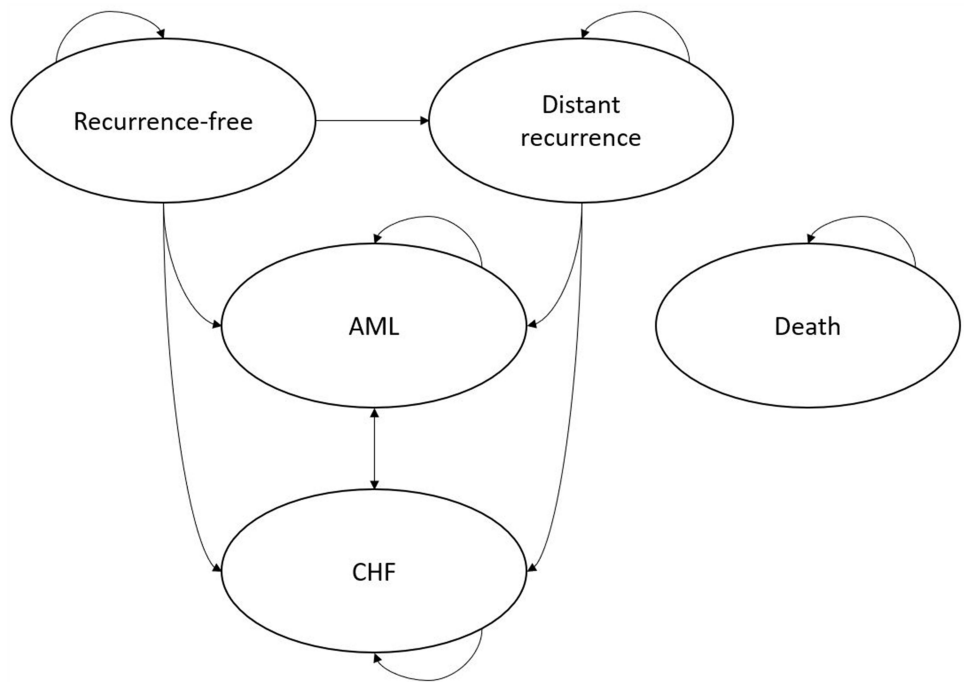 Recurrence-free
Distant
recurrence
AML
Death
CHF